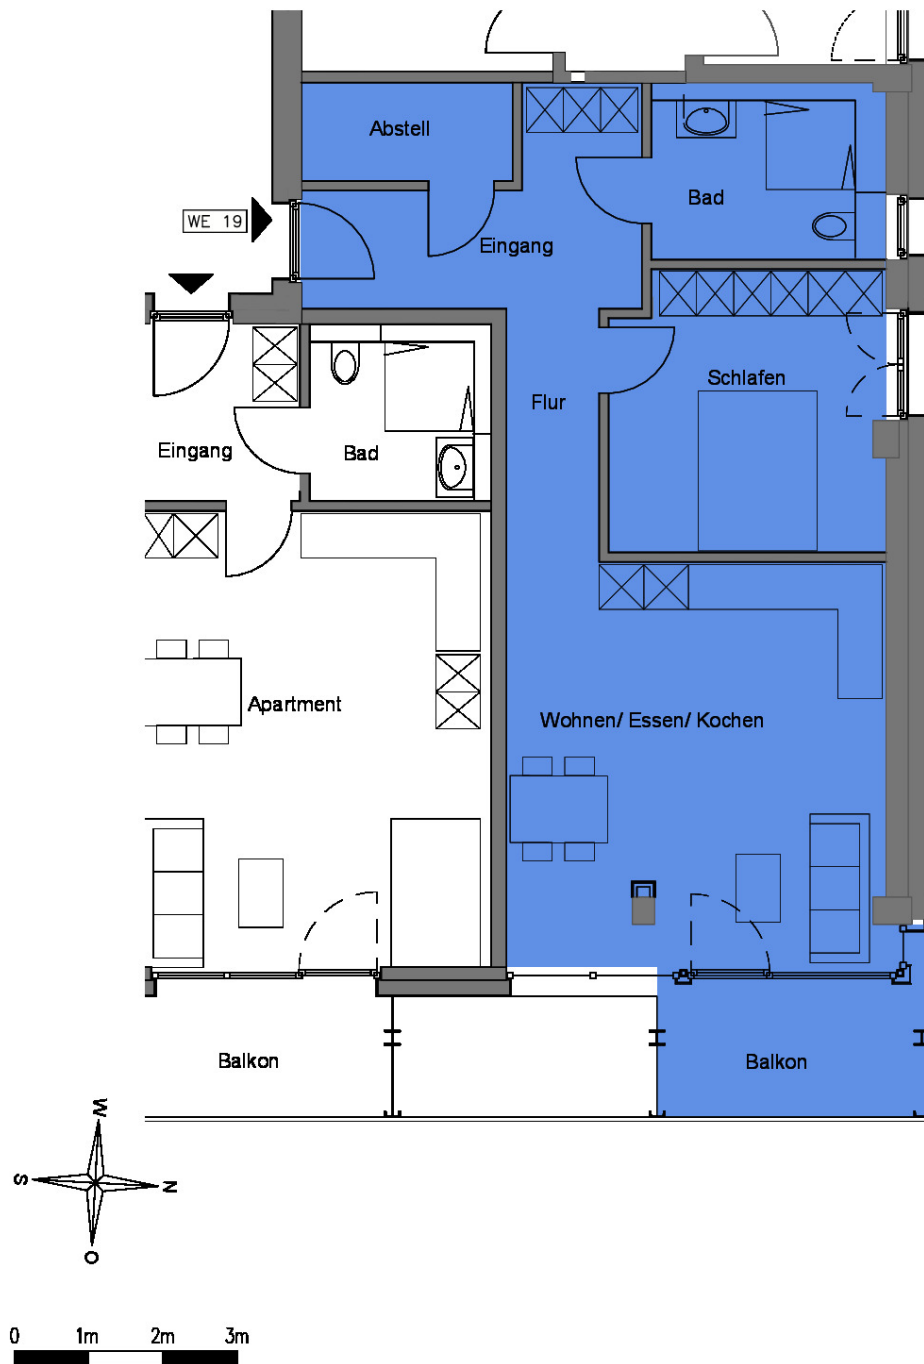 Abstell
Bad
WE 19
Eingang
Schlafen
Flur
Eingang
Bad
Apartment
Wohnen/ Essen/ Kochen
Balkon
Balkon
W
S
N
O
0 1m 2m 3m